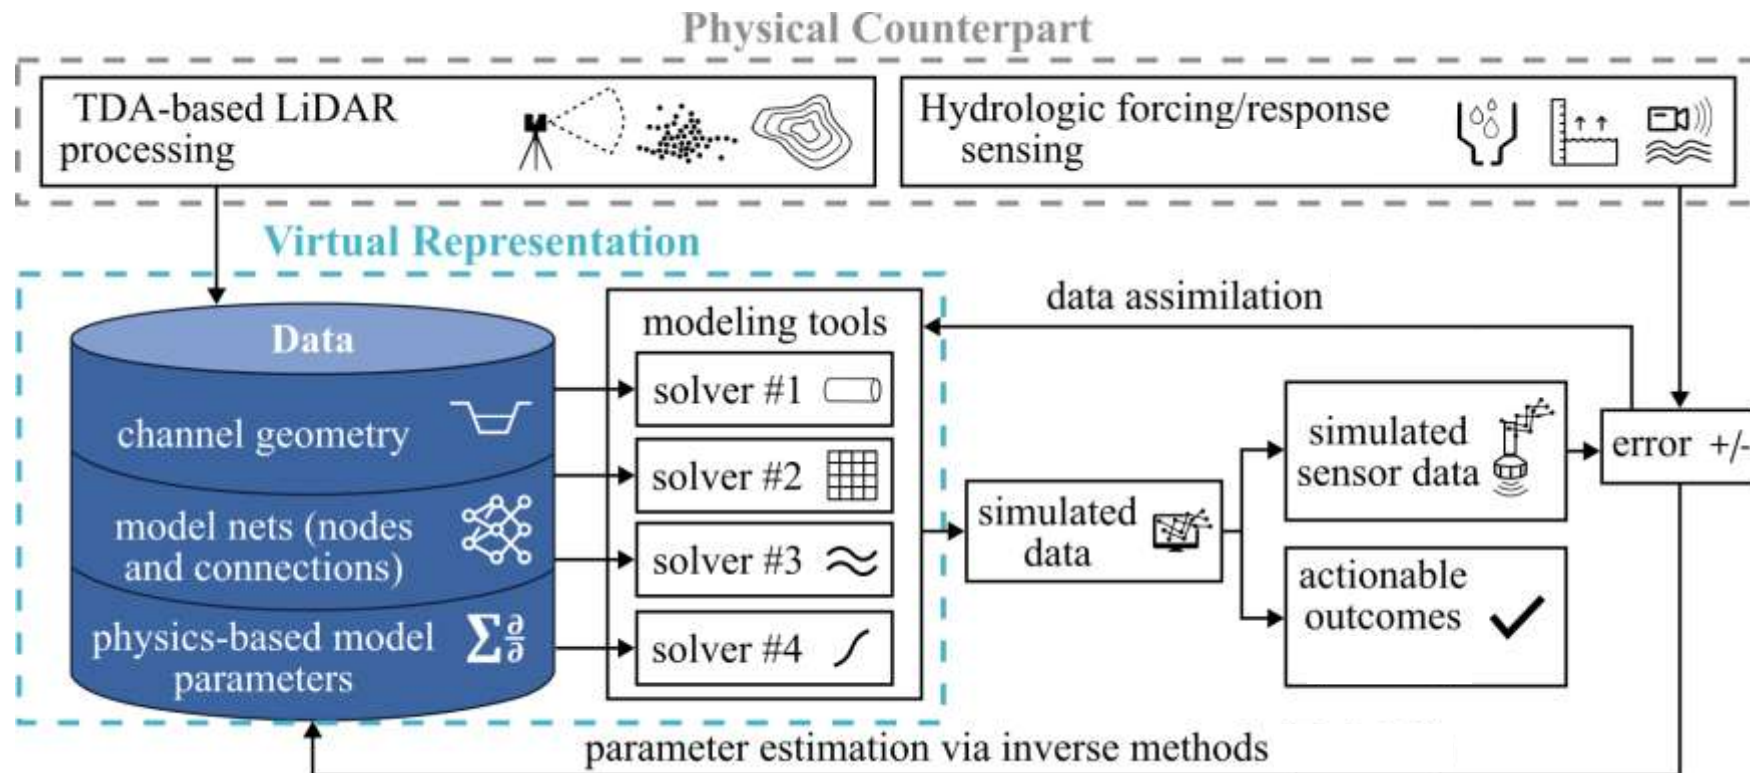 Physical Counterpart
TDA-based LiDAR
processing
Hydrologic forcing/response
sensing
Virtual Representation
Data
channel geometry
model nets (nodes
and connections)
physics-based model
parameters
∑ ∂/∂
modeling tools
solver #1
solver #2
solver #3
solver #4
data assimilation
simulated
data
simulated
sensor data
actionable
outcomes
error +/-
parameter estimation via inverse methods